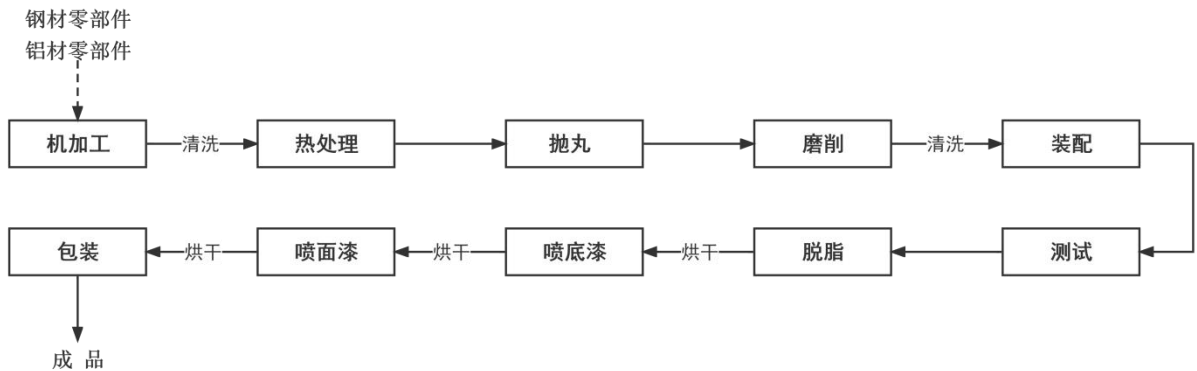 钢材零部件
铝材零部件
机加工
清洗
热处理
抛丸
磨削
清洗
装配
测试
脱脂
烘干
喷底漆
烘干
喷面漆
烘干
包装
成 品